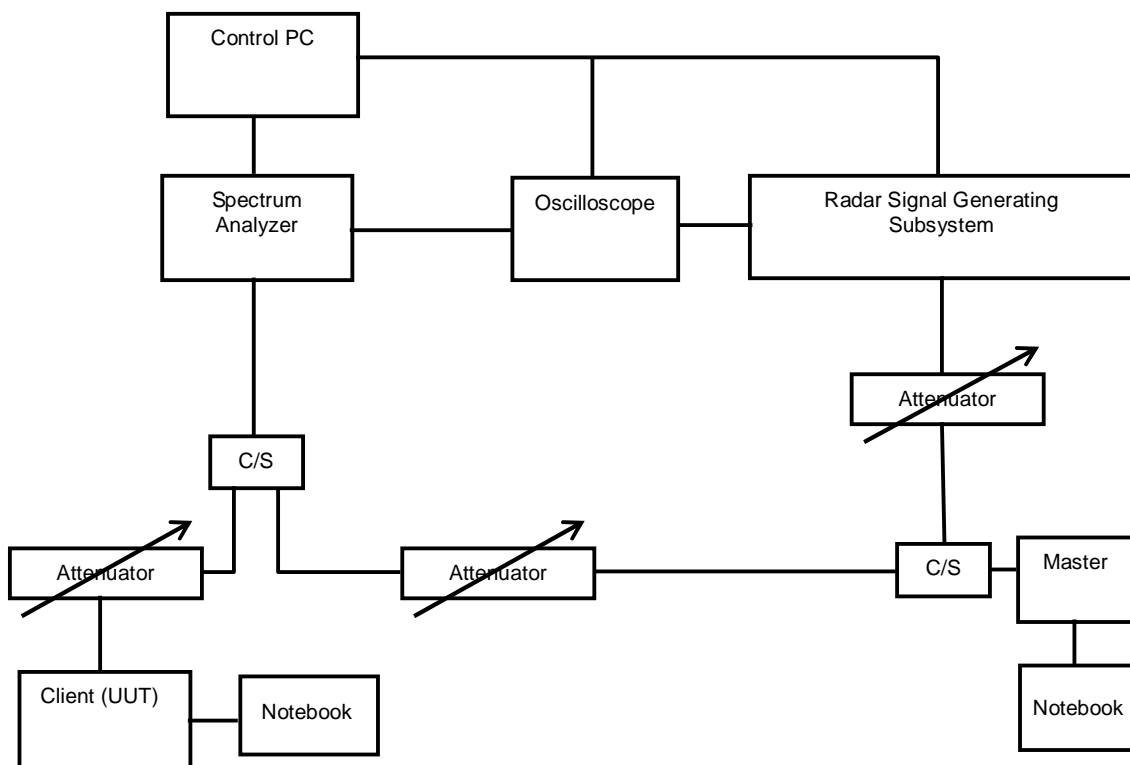 Control PC
Spectrum
Analyzer
Oscilloscope
Radar Signal Generating
Subsystem
Attenuator
C/S
Attenuator
Attenuator
C/S
Master
Client (UUT)
Notebook
Notebook